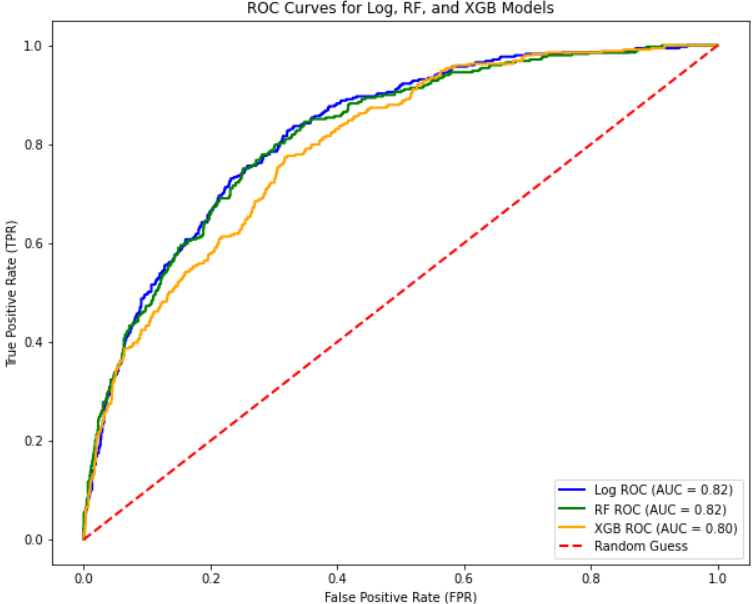 ROC Curves for Log, RF, and XGB Models
True Positive Rate (TPR)
1.0
0.8
0.6
0.4
0.2
0.0
0.0 0.2 0.4 0.6 0.8 1.0
False Positive Rate (FPR)
Log ROC (AUC = 0.82)
RF ROC (AUC = 0.82)
XGB ROC (AUC = 0.80)
Random Guess